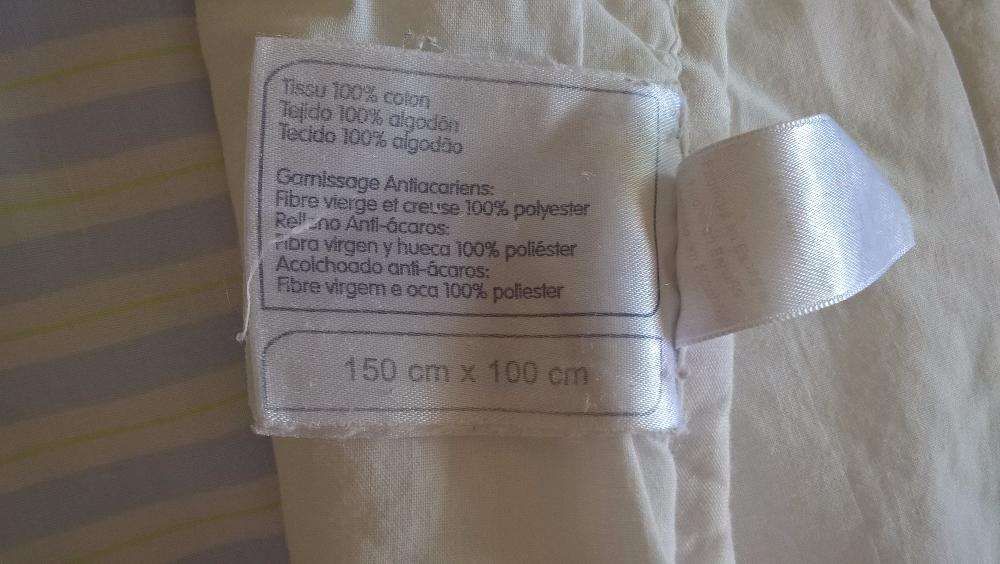 Tissu 100% coton
Tejido 100% algodón
Tecido 100% algodão
Garnissage Antiacariens:
Fibre vierge et creuse 100% polyester
Relleno Anti-ácaros:
Fibra virgen y hueca 100% poliéster
Acolchoado anti-ácaros:
Fibre virgem e oca 100% poliester
150 cm x 100 cm